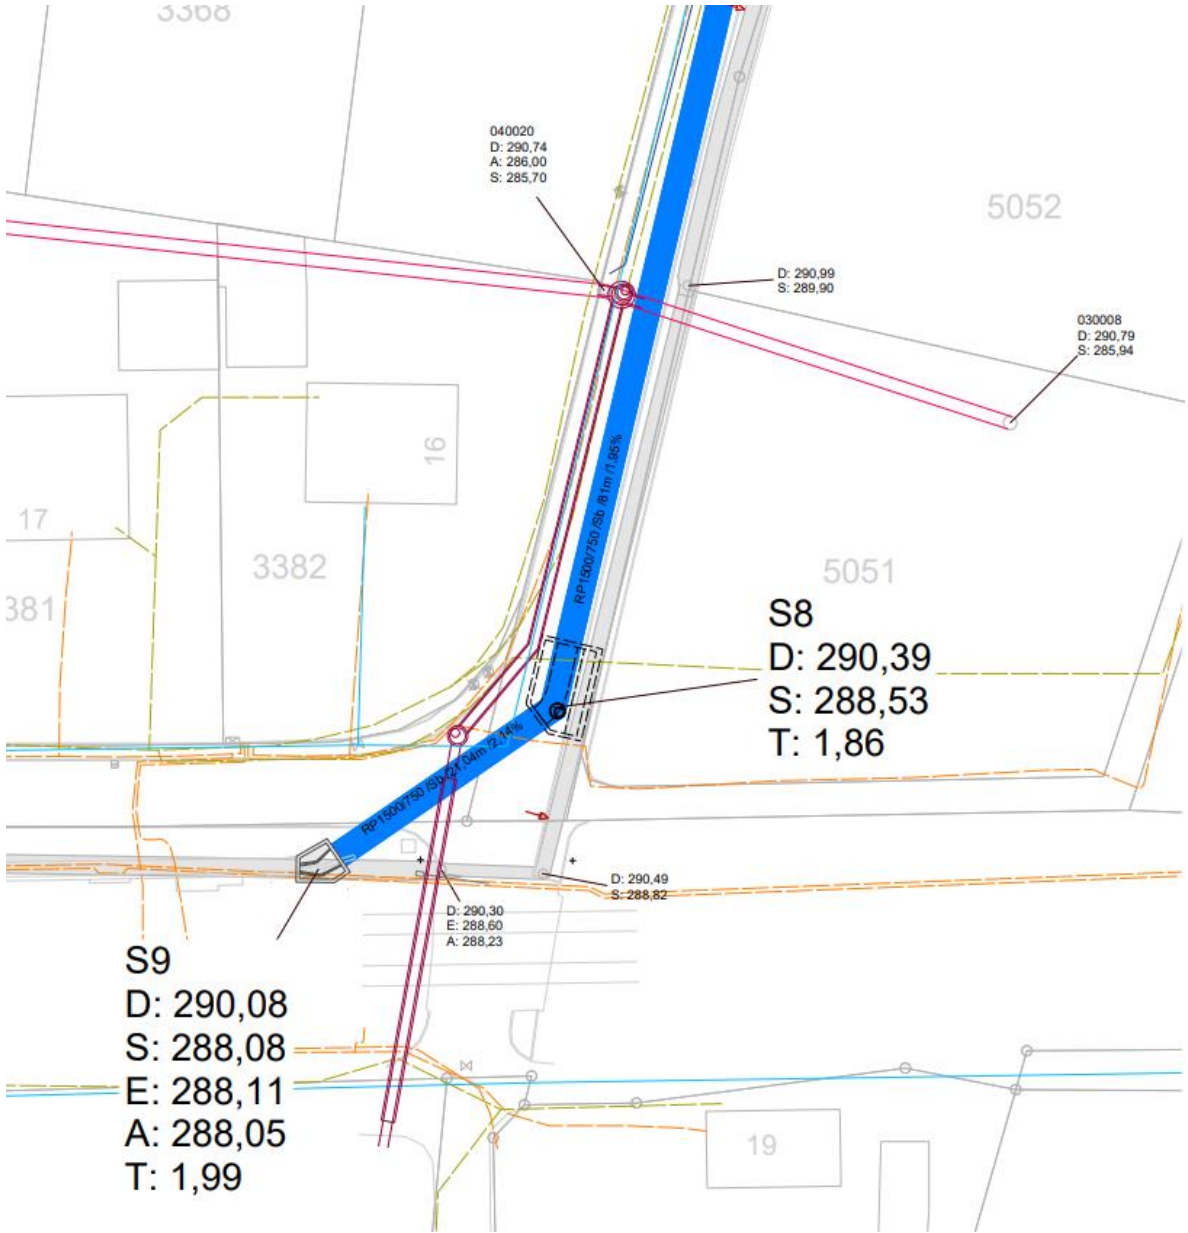 3368
040020
D: 290,74
A: 286,00
S: 285,70
5052
D: 290,99
S: 289,90
030008
D: 290,79
S: 285,94
16
17
3382
381
RP1500/750 /Sb /81m /1,95%
5051
S8
D: 290,39
S: 288,53
T: 1,86
RP1500/750 /Sb /21,04m /2,14%
D: 290,49
S: 288,82
D: 290,30
E: 288,60
A: 288,23
S9
D: 290,08
S: 288,08
E: 288,11
A: 288,05
T: 1,99
19